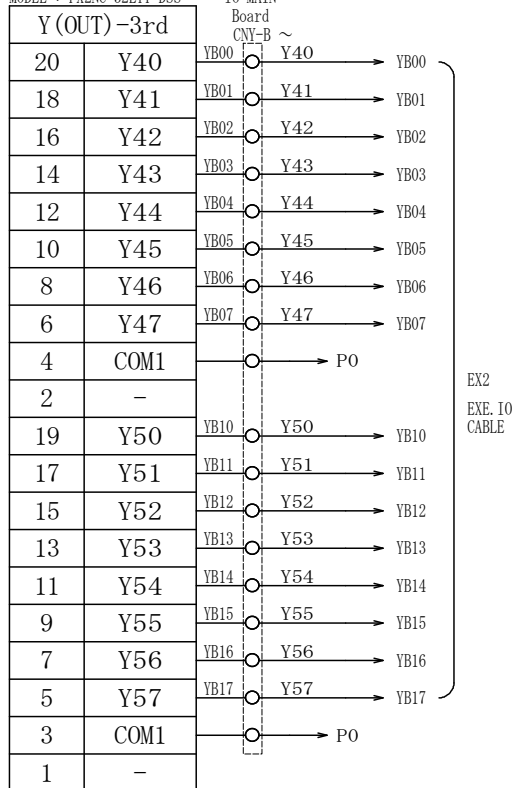 Board
Y(OUT)-3rd CNY-B ～
20 Y40 YB00 Y40 YB00
18 Y41 YB01 Y41 YB01
16 Y42 YB02 Y42 YB02
14 Y43 YB03 Y43 YB03
12 Y44 YB04 Y44 YB04
10 Y45 YB05 Y45 YB05
8 Y46 YB06 Y46 YB06
6 Y47 YB07 Y47 YB07
4 COM1 P0
EX2
2 -
EXE.IO
CABLE
19 Y50 YB10 Y50 YB10
17 Y51 YB11 Y51 YB11
15 Y52 YB12 Y52 YB12
13 Y53 YB13 Y53 YB13
11 Y54 YB14 Y54 YB14
9 Y55 YB15 Y55 YB15
7 Y56 YB16 Y56 YB16
5 Y57 YB17 Y57 YB17
3 COM1 P0
1 -